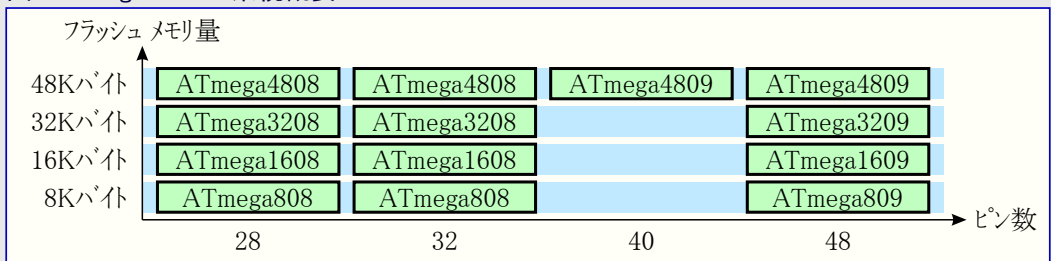 フラッシュ メモリ量
48Kバイト ATmega4808 ATmega4808 ATmega4809 ATmega4809
32Kバイト ATmega3208 ATmega3208 ATmega3209
16Kバイト ATmega1608 ATmega1608 ATmega1609
8Kバイト ATmega808 ATmega808 ATmega809
ピン数
28 32 40 48